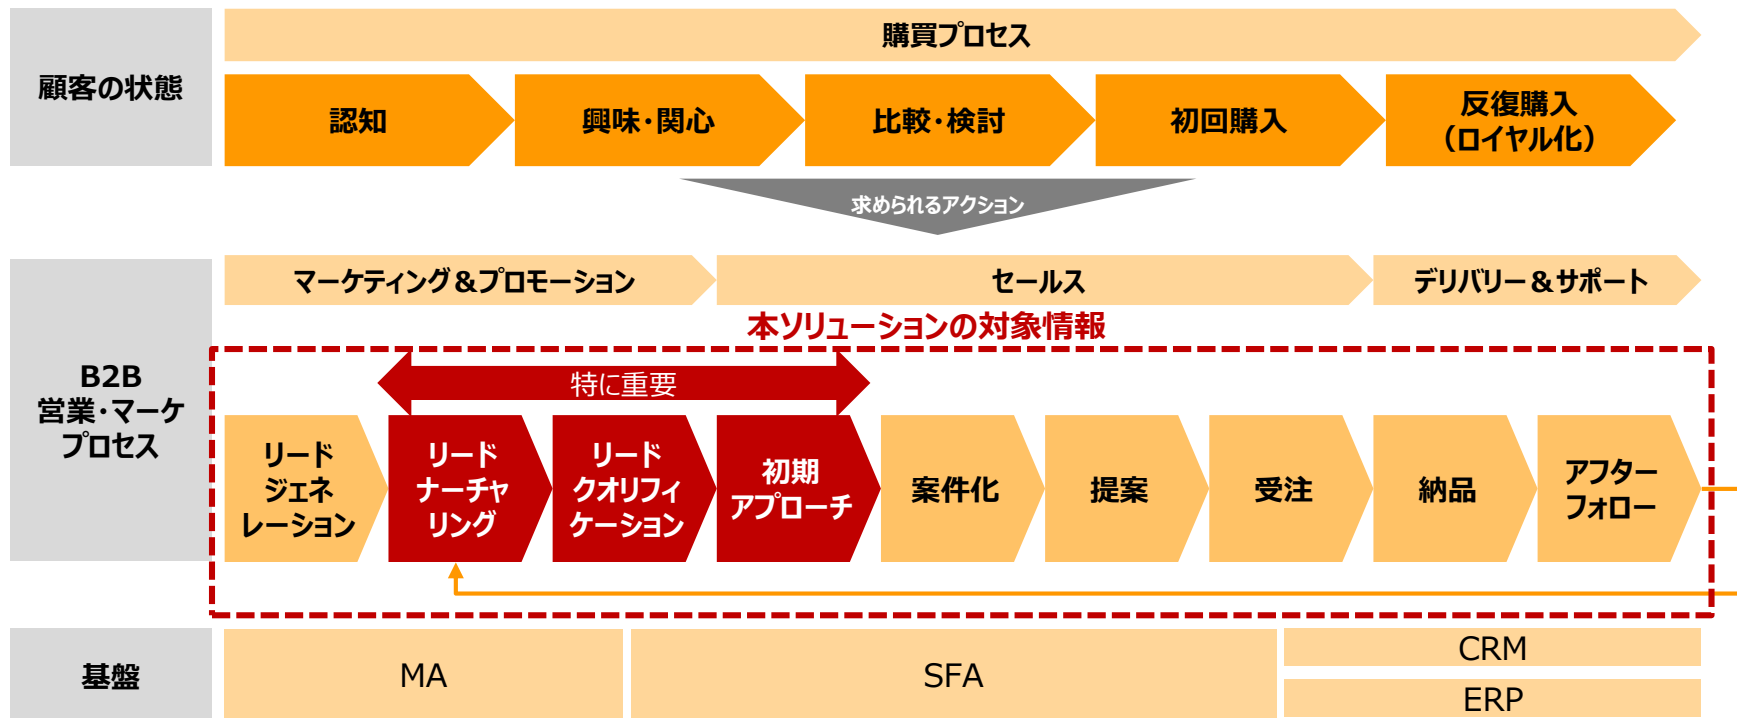 顧客の状態
購買プロセス
認知
興味・関心
比較・検討
初回購入
反復購入
（ロイヤル化）
求められるアクション
B2B
営業・マーケ
プロセス
マーケティング＆プロモーション
セールス
デリバリー＆サポート
本ソリューションの対象情報
特に重要
リード
ジェネ
レーション
リード
ナーチャ
リング
リード
クオリフィ
ケーション
初期
アプローチ
案件化
提案
受注
納品
アフター
フォロー
基盤
MA
SFA
CRM
ERP